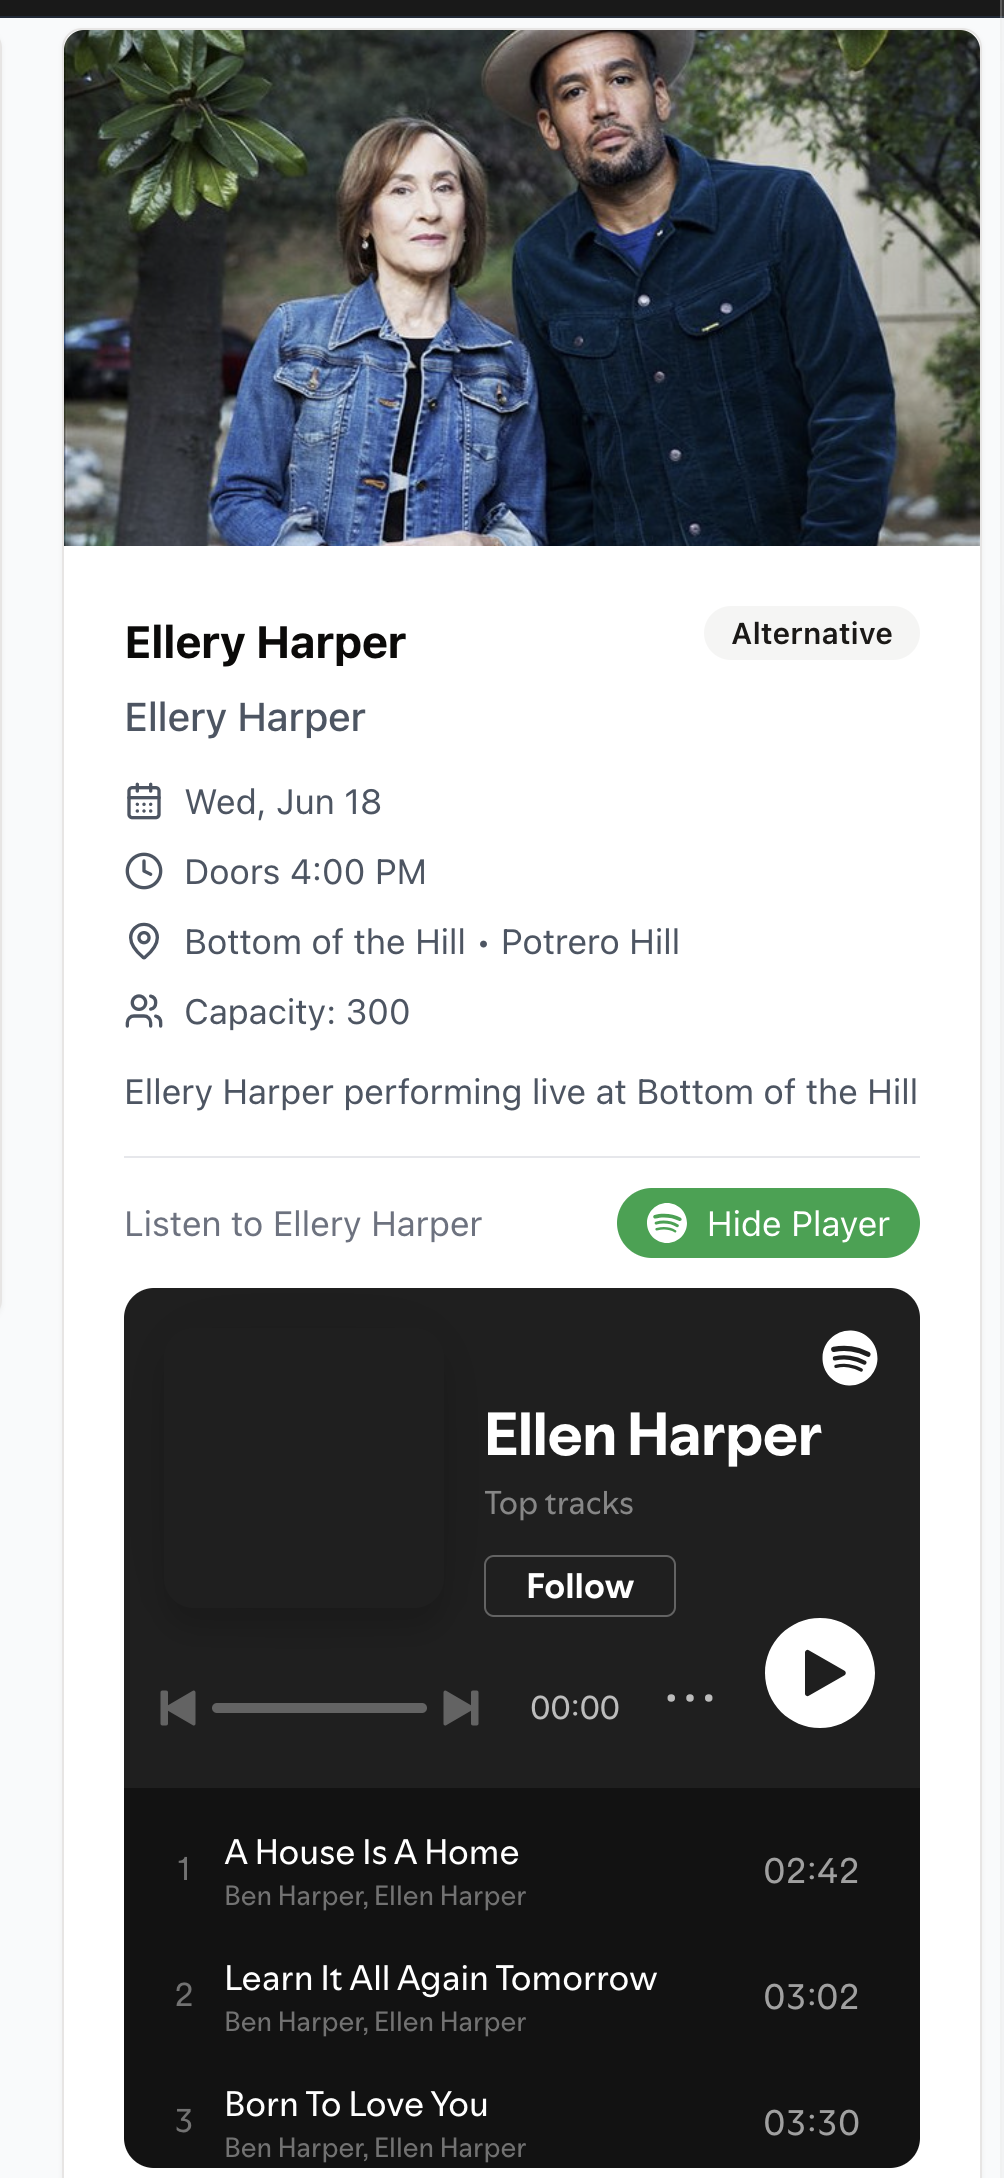 Ellery Harper
Alternative
Ellery Harper
Wed, Jun 18
Doors 4:00 PM
Bottom of the Hill • Potrero Hill
Capacity: 300
Ellery Harper performing live at Bottom of the Hill
Listen to Ellery Harper
Hide Player
Ellen Harper
Top tracks
Follow
00:00
1 A House Is A Home 02:42
Ben Harper, Ellen Harper
2 Learn It All Again Tomorrow 03:02
Ben Harper, Ellen Harper
3 Born To Love You 03:30
Ben Harper, Ellen Harper